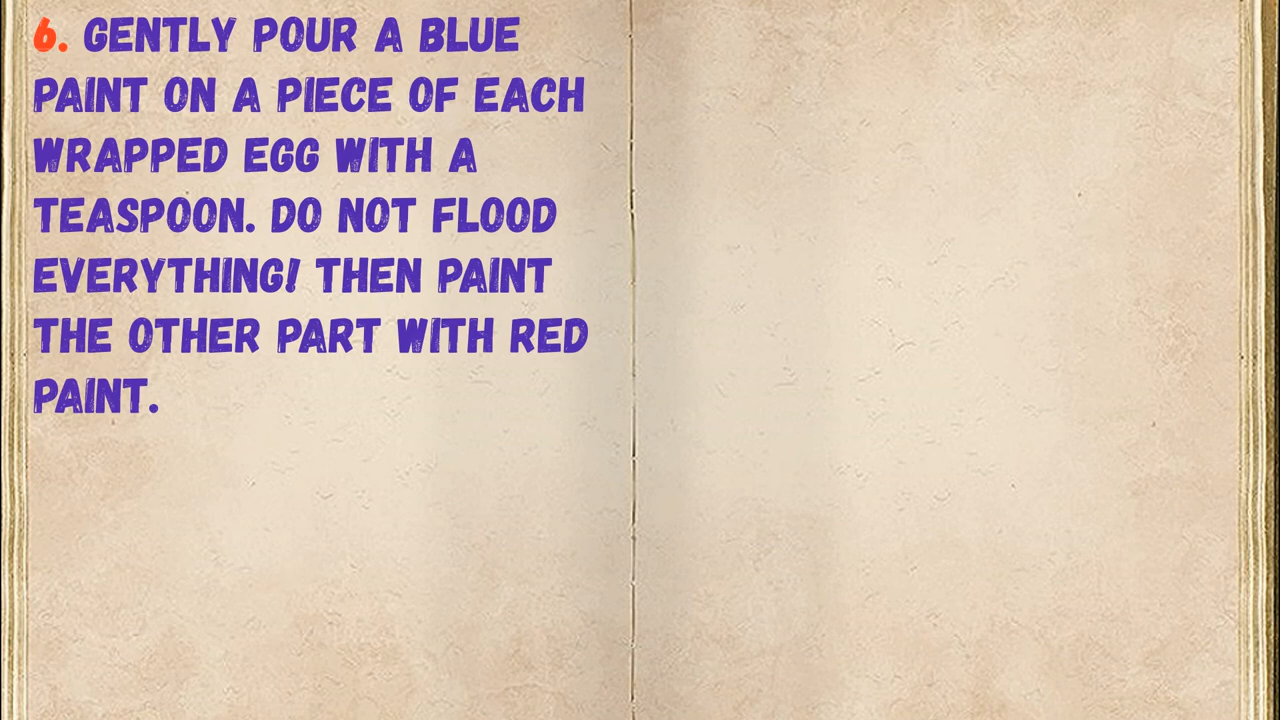 6. GENTLY POUR A BLUE
PAINT ON A PIECE OF EACH
WRAPPED EGG WITH A
TEASPOON. DO NOT FLOOD
EVERYTHING! THEN PAINT
THE OTHER PART WITH RED
PAINT.